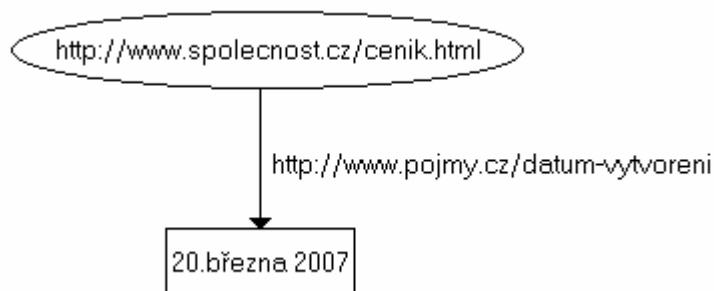 http://www.spolecnost.cz/cenik.html
http://www.pojmy.cz/datum-vytvoreni
20.března 2007